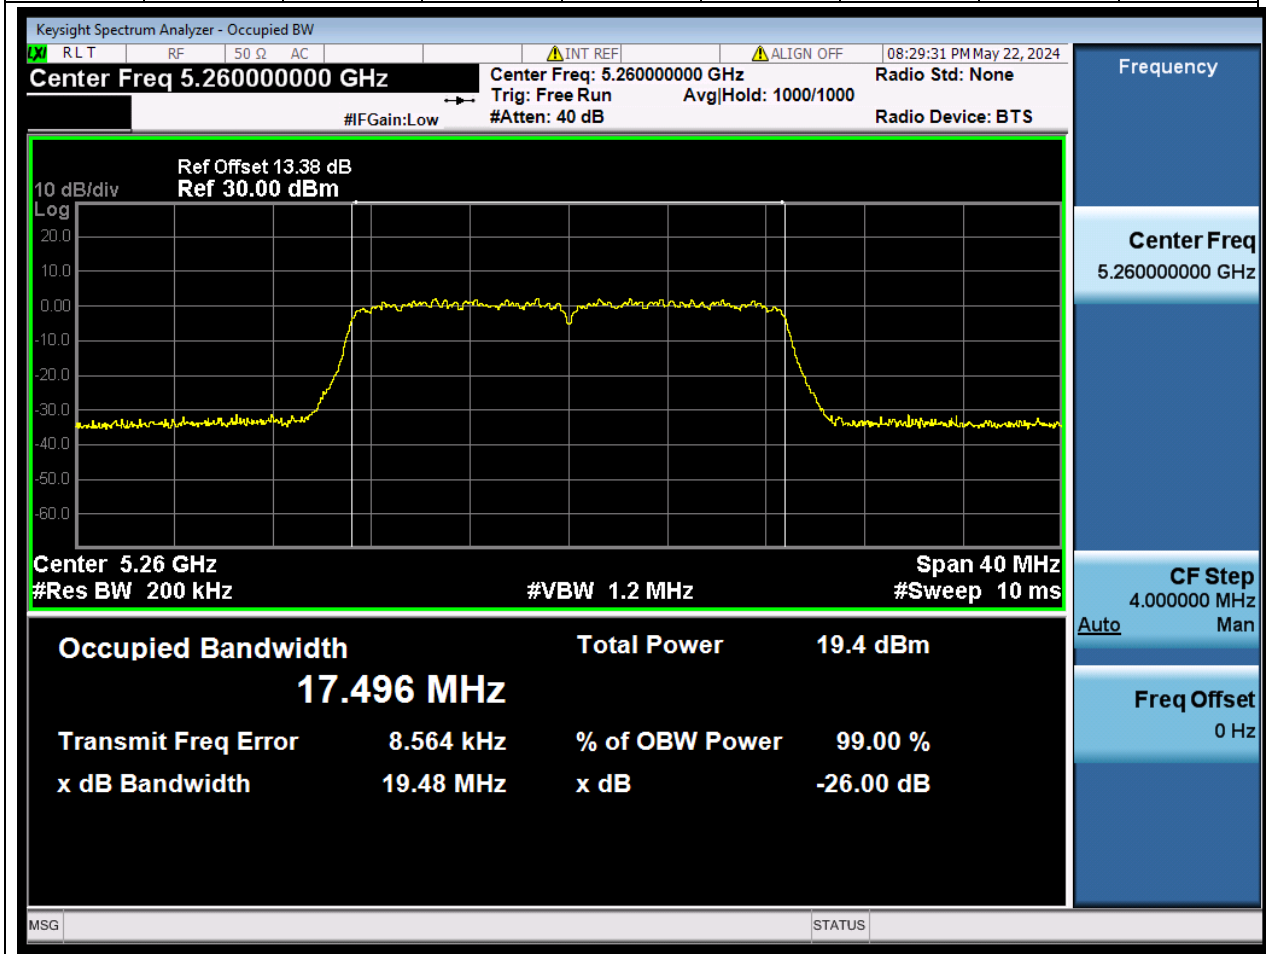 Keysight Spectrum Analyzer - Occupied BW
LXI RLT RF 50 Ω AC INT REF ALIGN OFF 08:29:31 PM May 22, 2024
Center Freq 5.260000000 GHz
Center Freq: 5.260000000 GHz Radio Std: None
Trig: Free Run Avg|Hold: 1000/1000
#IFGain:Low #Atten: 40 dB Radio Device: BTS
Ref Offset 13.38 dB
10 dB/div Ref 30.00 dBm
Log
20.0
10.0
0.00
-10.0
-20.0
-30.0
-40.0
-50.0
-60.0
Center 5.26 GHz Span 40 MHz
#Res BW 200 kHz #VBW 1.2 MHz #Sweep 10 ms
Occupied Bandwidth Total Power 19.4 dBm
17.496 MHz
Transmit Freq Error 8.564 kHz % of OBW Power 99.00 %
x dB Bandwidth 19.48 MHz x dB -26.00 dB
MSG STATUS
Frequency
Center Freq
5.260000000 GHz
CF Step
4.000000 MHz
Auto Man
Freq Offset
0 Hz